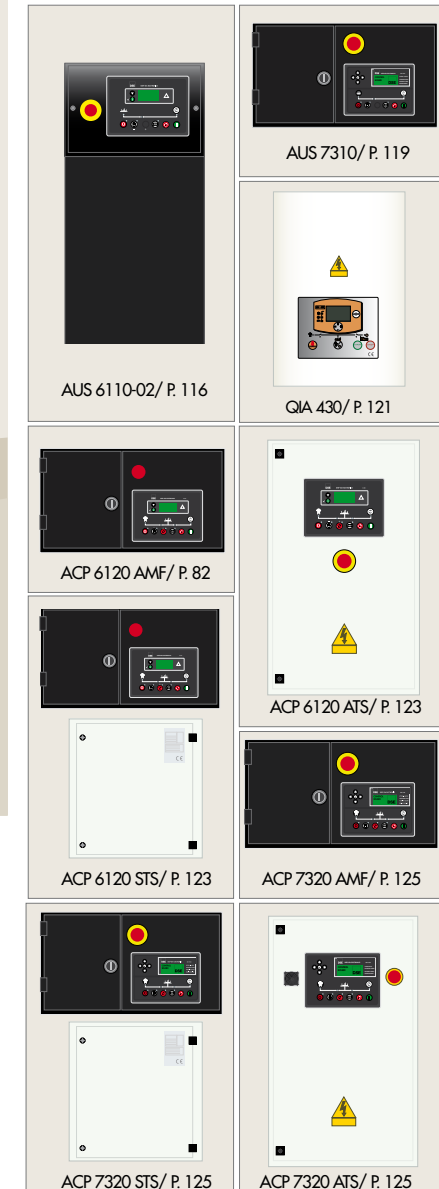 AUS 6110-02/ P. 116
AUS 7310/ P. 119
QIA 430/ P. 121
ACP 6120 AMF/ P. 82
ACP 6120 ATS/ P. 123
ACP 6120 STS/ P. 123
ACP 7320 AMF/ P. 125
ACP 7320 STS/ P. 125
ACP 7320 ATS/ P. 125